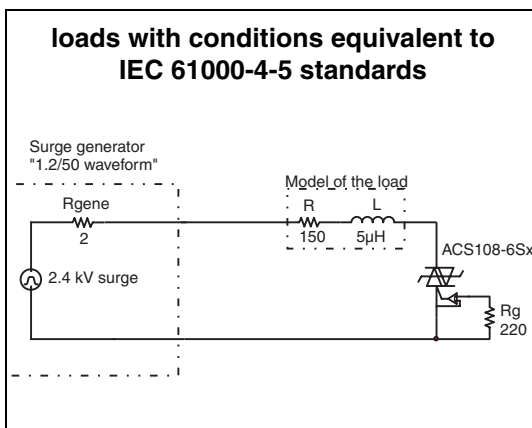 loads with conditions equivalent to
IEC 61000-4-5 standards
Surge generator
"1.2/50 waveform"
Model of the load
Rgene
R
L
2
150
5µH
ACS108-6Sx
2.4 kV surge
Rg
220